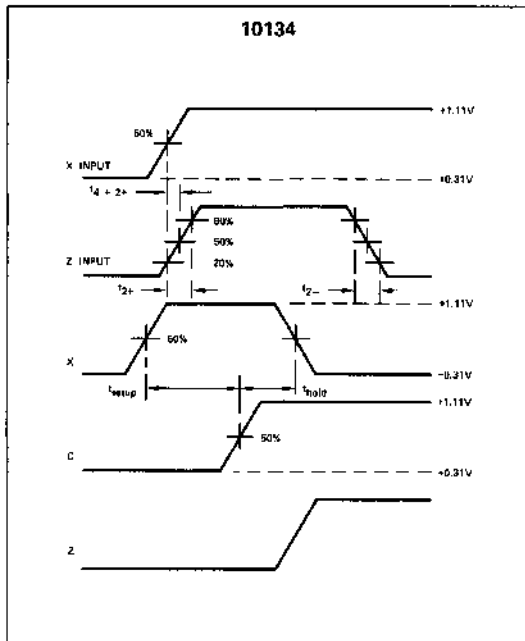 10134
+1.11V
50%
X INPUT
+0.31V
t4 + 2+
80%
50%
Z INPUT
20%
t2+
t2–
+1.11V
50%
X
+0.31V
tsetup
thold
+1.11V
50%
C
+0.31V
Z